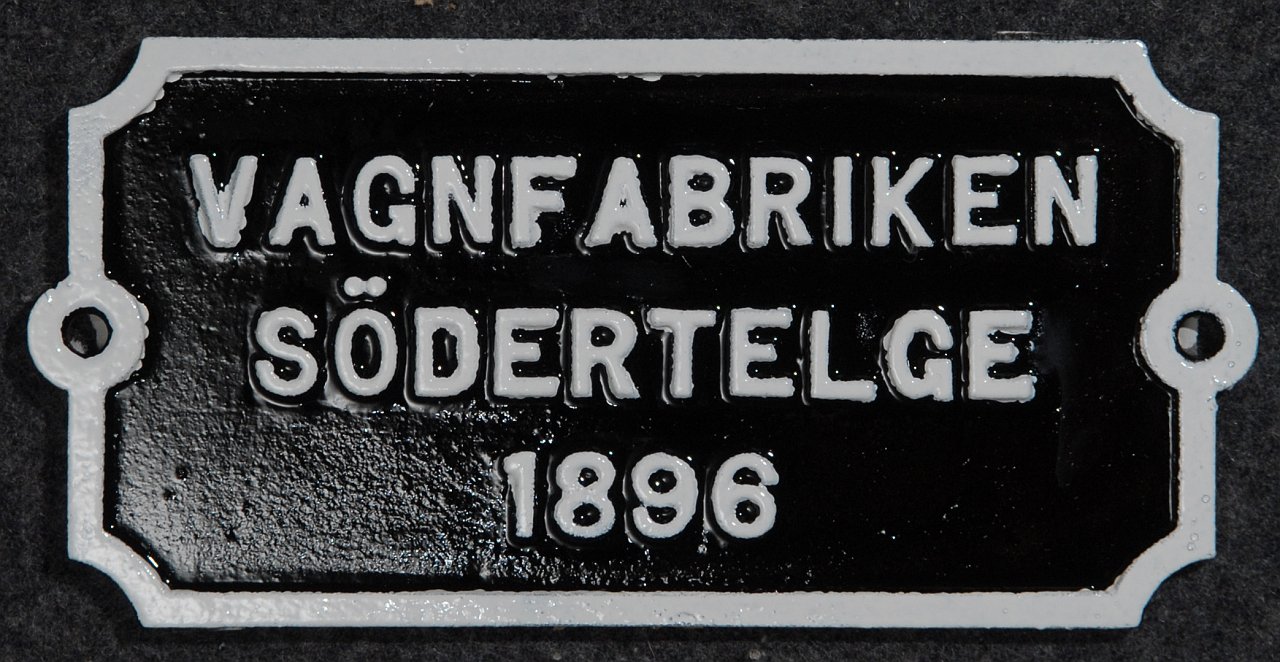 VAGNFABRIKEN
SÖDERTELGE
1896